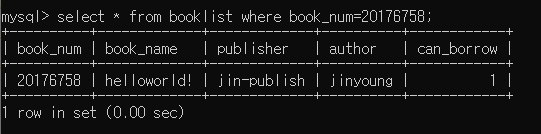 mysql> select * from booklist where book_num=20176758;
+----------+-------------+-------------+----------+------------+
| book_num | book_name | publisher | author | can_borrow |
+----------+-------------+-------------+----------+------------+
| 20176758 | helloworld! | jin-publish | jinyoung | 1 |
+----------+-------------+-------------+----------+------------+
1 row in set (0.00 sec)